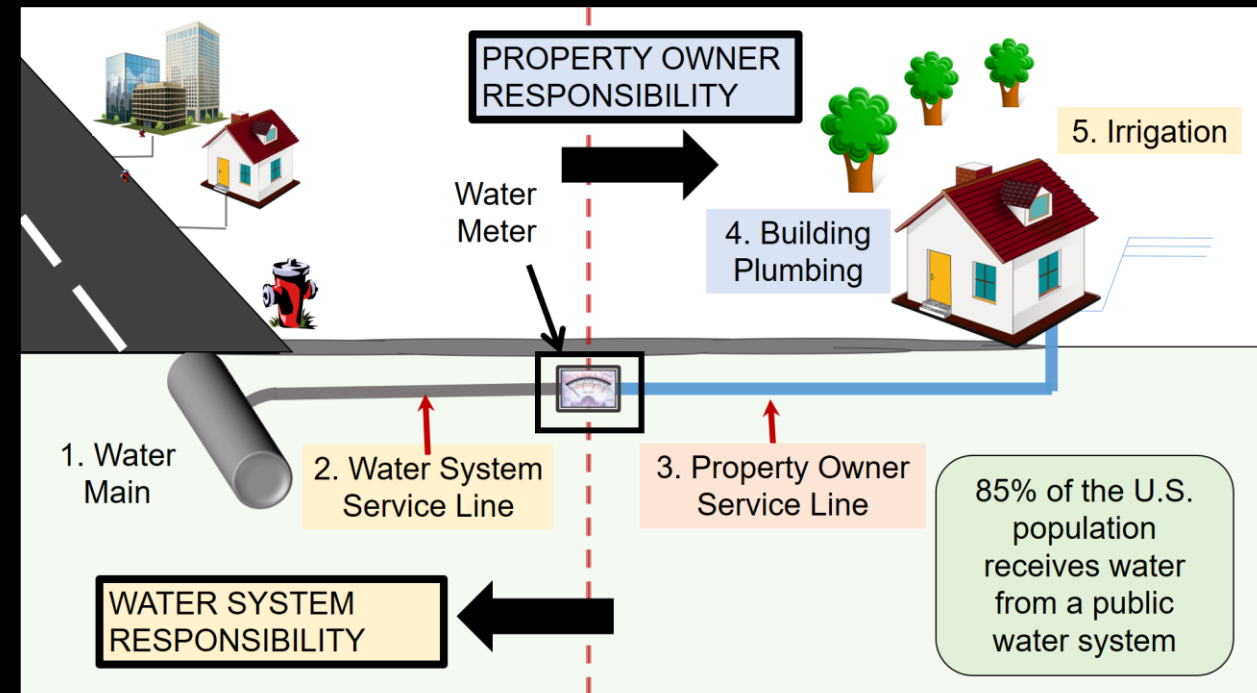 PROPERTY OWNER
RESPONSIBILITY
5. Irrigation
Water
Meter
4. Building
Plumbing
1. Water
Main
2. Water System
Service Line
3. Property Owner
Service Line
85% of the U.S.
population
receives water
from a public
water system
WATER SYSTEM
RESPONSIBILITY